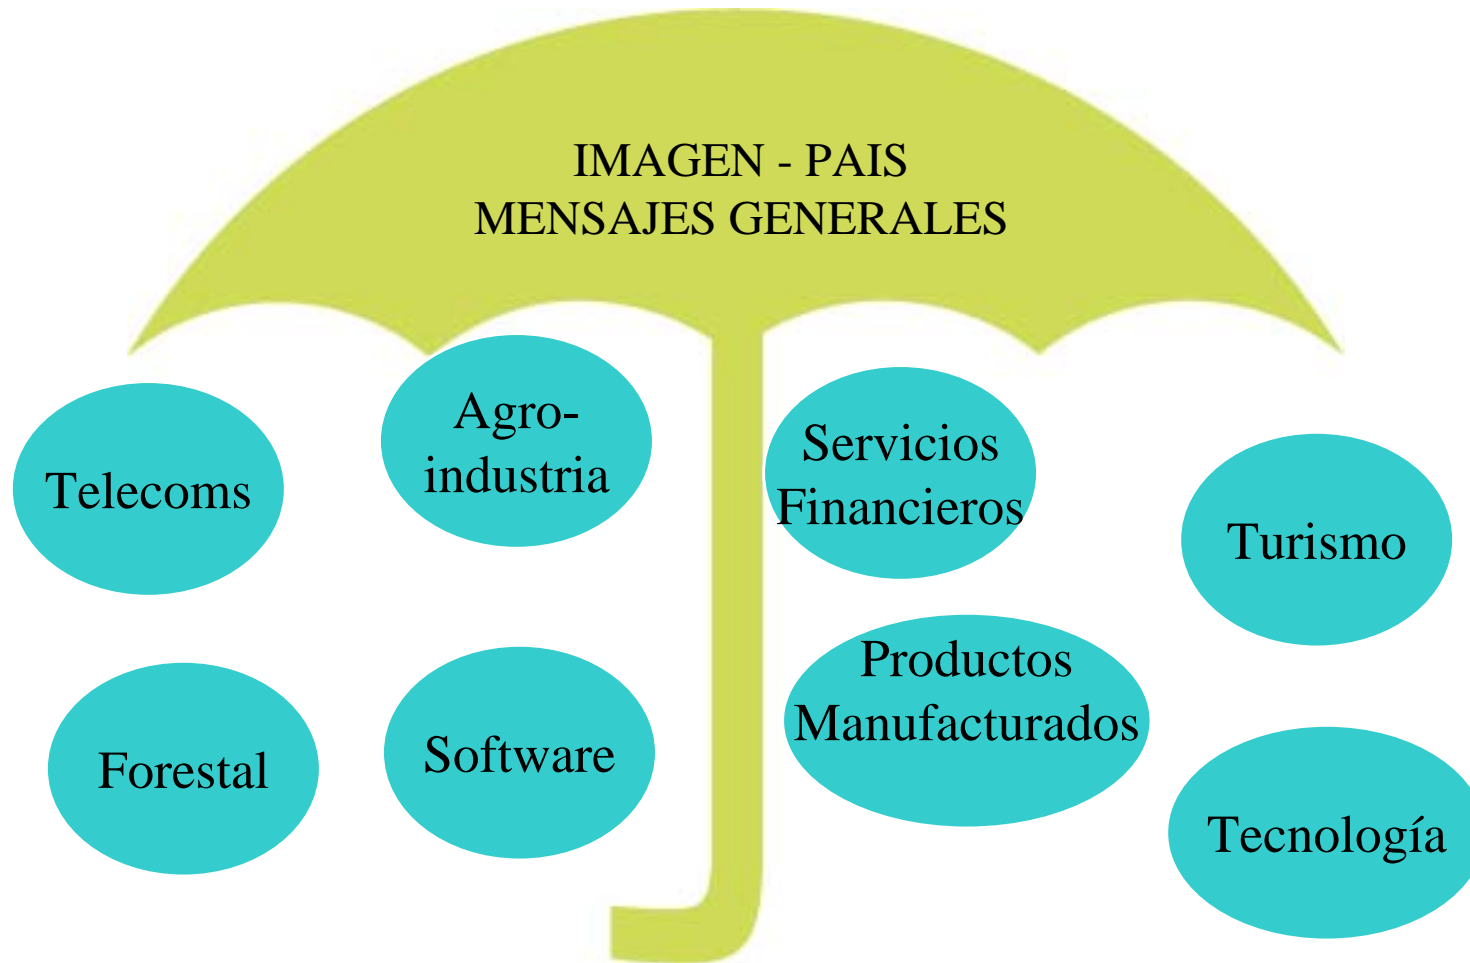 IMAGEN - PAIS
MENSAJES GENERALES
Telecoms
Agro-
industria
Servicios
Financieros
Turismo
Forestal
Software
Productos
Manufacturados
Tecnología